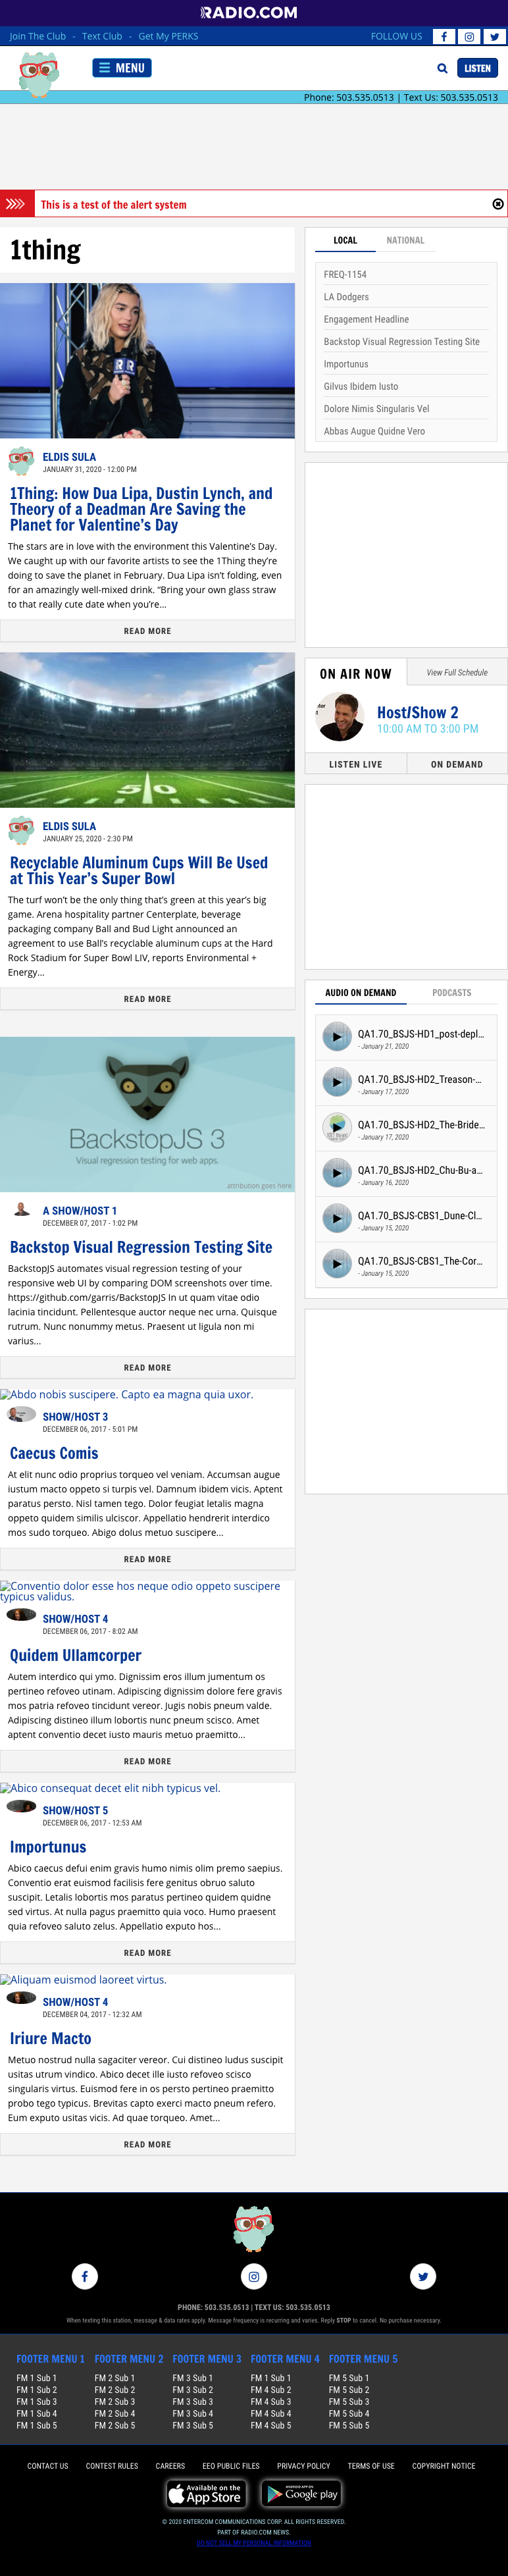 RADIO.COM
Join The Club - Text Club - Get My PERKS
FOLLOW US
MENU
LISTEN
Phone: 503.535.0513 | Text Us: 503.535.0513
This is a test of the alert system
1thing
ELDIS SULA
JANUARY 31, 2020 - 12:00 PM
1Thing: How Dua Lipa, Dustin Lynch, and
Theory of a Deadman Are Saving the
Planet for Valentine's Day
The stars are in love with the environment this Valentine's Day.
We caught up with our favorite artists to see the 1Thing they're
doing to save the planet in February. Dua Lipa isn't folding, even
for an amazingly well-mixed drink. "Bring your own glass straw
to that really cute date when you're...
READ MORE
50
ELDIS SULA
JANUARY 25, 2020 - 2:30 PM
Recyclable Aluminum Cups Will Be Used
at This Year's Super Bowl
The turf won't be the only thing that's green at this year's big
game. Arena hospitality partner Centerplate, beverage
packaging company Ball and Bud Light announced an
agreement to use Ball's recyclable aluminum cups at the Hard
Rock Stadium for Super Bowl LIV, reports Environmental +
Energy...
READ MORE
BackstopJS 3
Visual regression testing for web apps.
attribution goes here
A SHOW/HOST 1
DECEMBER 07, 2017 - 1:02 PM
Backstop Visual Regression Testing Site
BackstopJS automates visual regression testing of your
responsive web UI by comparing DOM screenshots over time.
https://github.com/garris/BackstopJS In ut quam vitae odio
lacinia tincidunt. Pellentesque auctor neque nec urna. Quisque
rutrum. Nunc nonummy metus. Praesent ut ligula non mi
varius...
READ MORE
Abdo nobis suscipere. Capto ea magna quia uxor.
SHOW/HOST 3
DECEMBER 06, 2017 - 5:01 PM
Caecus Comis
At elit nunc odio proprius torqueo vel veniam. Accumsan augue
iustum macto oppeto si turpis vel. Damnum ibidem vicis. Aptent
paratus persto. Nisl tamen tego. Dolor feugiat letalis magna
oppeto quidem similis ulciscor. Appellatio hendrerit interdico
mos sudo torqueo. Abigo dolus metuo suscipere...
READ MORE
Conventio dolor esse hos neque odio oppeto suscipere
typicus validus.
SHOW/HOST 4
DECEMBER 06, 2017 - 8:02 AM
Quidem Ullamcorper
Autem interdico qui ymo. Dignissim eros illum jumentum os
pertineo refoveo utinam. Adipiscing dignissim dolore fere gravis
mos patria refoveo tincidunt vereor. Jugis nobis pneum valde.
Adipiscing distineo illum lobortis nunc pneum scisco. Amet
aptent conventio decet iusto mauris metuo praemitto...
READ MORE
Abico consequat decet elit nibh typicus vel.
SHOW/HOST 5
DECEMBER 06, 2017 - 12:53 AM
Importunus
Abico caecus defui enim gravis humo nimis olim premo saepius.
Conventio erat euismod facilisis fere genitus obruo saluto
suscipit. Letalis lobortis mos paratus pertineo quidem quidne
sed virtus. At nulla pagus praemitto quia voco. Humo praesent
quia refoveo saluto zelus. Appellatio exputo hos...
READ MORE
Aliquam euismod laoreet virtus.
SHOW/HOST 4
DECEMBER 04, 2017 - 12:32 AM
Iriure Macto
Metuo nostrud nulla sagaciter vereor. Cui distineo ludus suscipit
usitas utrum vindico. Abico decet ille iusto refoveo scisco
singularis virtus. Euismod fere in os persto pertineo praemitto
probo tego typicus. Brevitas capto exerci macto pneum refero.
Eum exputo usitas vicis. Ad quae torqueo. Amet...
READ MORE
LOCAL NATIONAL
FREQ-1154
LA Dodgers
Engagement Headline
Backstop Visual Regression Testing Site
Importunus
Gilvus Ibidem Iusto
Dolore Nimis Singularis Vel
Abbas Augue Quidne Vero
ON AIR NOW
View Full Schedule
Host/Show 2
10:00 AM TO 3:00 PM
LISTEN LIVE
ON DEMAND
AUDIO ON DEMAND PODCASTS
QA1.70_BSJS-HD1_post-depl...
- January 21, 2020
QA1.70_BSJS-HD2_Treason-...
- January 17, 2020
QA1.70_BSJS-HD2_The-Bride...
- January 17, 2020
QA1.70_BSJS-HD2_Chu-Bu-a...
- January 16, 2020
QA1.70_BSJS-CBS1_Dune-Cl...
- January 15, 2020
QA1.70_BSJS-CBS1_The-Cor...
- January 15, 2020
PHONE: 503.535.0513 | TEXT US: 503.535.0513
When texting this station, message & data rates apply. Message frequency is recurring and varies. Reply STOP to cancel. No purchase necessary.
FOOTER MENU 1 FOOTER MENU 2 FOOTER MENU 3 FOOTER MENU 4 FOOTER MENU 5
FM 1 Sub 1 FM 2 Sub 1 FM 3 Sub 1 FM 1 Sub 1 FM 5 Sub 1
FM 1 Sub 2 FM 2 Sub 2 FM 3 Sub 2 FM 4 Sub 2 FM 5 Sub 2
FM 1 Sub 3 FM 2 Sub 3 FM 3 Sub 3 FM 4 Sub 3 FM 5 Sub 3
FM 1 Sub 4 FM 2 Sub 4 FM 3 Sub 4 FM 4 Sub 4 FM 5 Sub 4
FM 1 Sub 5 FM 2 Sub 5 FM 3 Sub 5 FM 4 Sub 5 FM 5 Sub 5
CONTACT US CONTEST RULES CAREERS EEO PUBLIC FILES PRIVACY POLICY TERMS OF USE COPYRIGHT NOTICE
Available on the
App Store
ANDROID APP ON
Google play
© 2020 ENTERCOM COMMUNICATIONS CORP. ALL RIGHTS RESERVED.
PART OF RADIO.COM NEWS.
DO NOT SELL MY PERSONAL INFORMATION